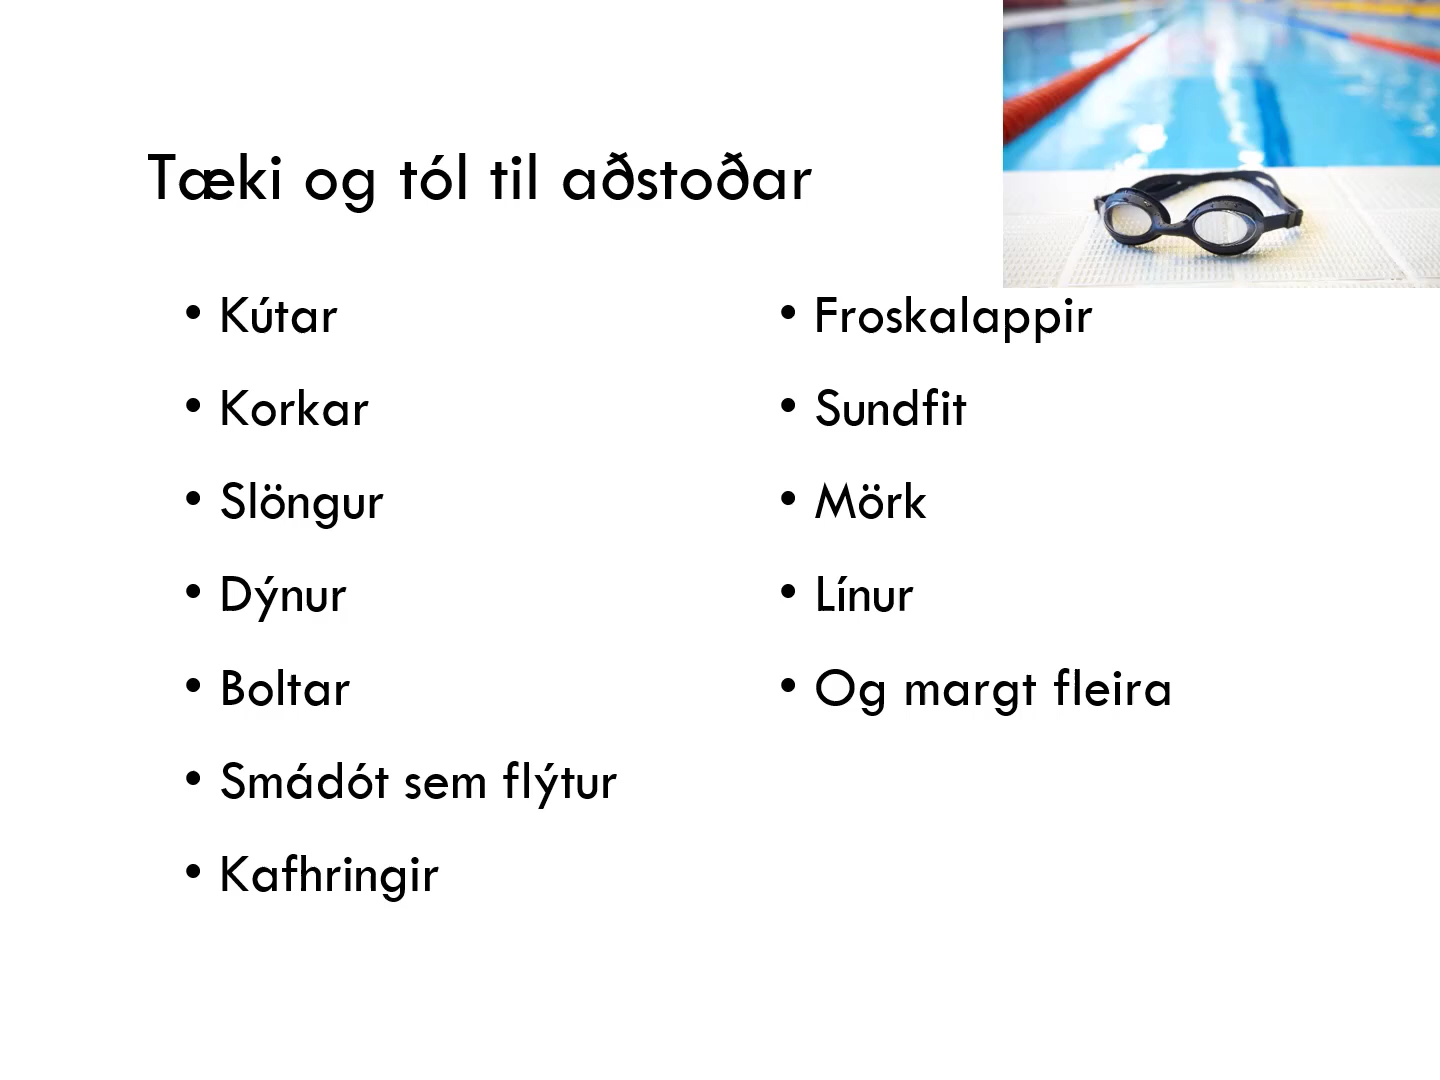 Tæki og tól til aðstoðar
• Kútar
• Korkar
• Slöngur
• Dýnur
• Boltar
• Smádót sem flýtur
• Kafhringir
• Froskalappir
• Sundfit
• Mörk
• Línur
• Og margt fleira